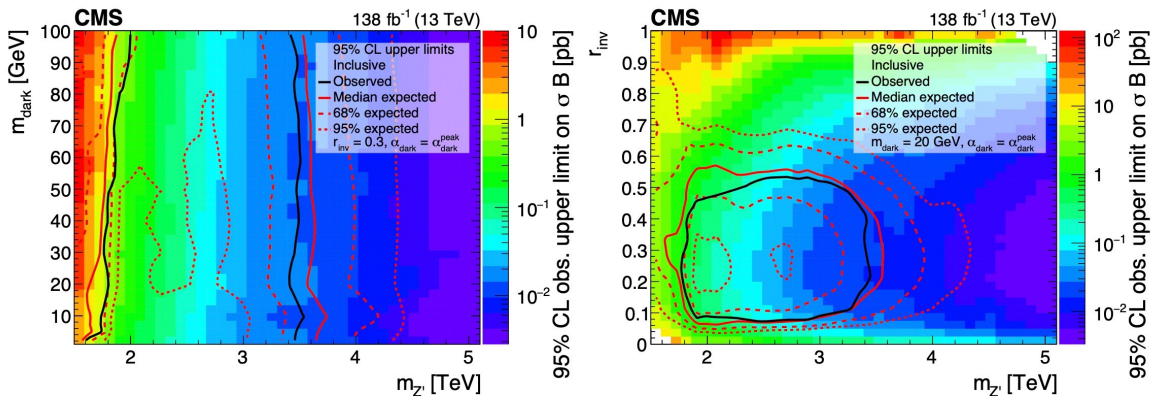 CMS
138 fb⁻¹ (13 TeV)
m_dark [GeV]
100
90
80
70
60
50
40
30
20
10
95% CL upper limits
Inclusive
Observed
Median expected
68% expected
95% expected
r_inv = 0.3, α_dark = α_dark^peak
2
3
4
5
m_Z' [TeV]
10
1
10⁻¹
10⁻²
95% CL obs. upper limit on σ B [pb]
CMS
138 fb⁻¹ (13 TeV)
r_inv
1
0.9
0.8
0.7
0.6
0.5
0.4
0.3
0.2
0.1
0
95% CL upper limits
Inclusive
Observed
Median expected
68% expected
95% expected
m_dark = 20 GeV, α_dark = α_dark^peak
2
3
4
5
m_Z' [TeV]
10²
10
1
10⁻¹
10⁻²
95% CL obs. upper limit on σ B [pb]